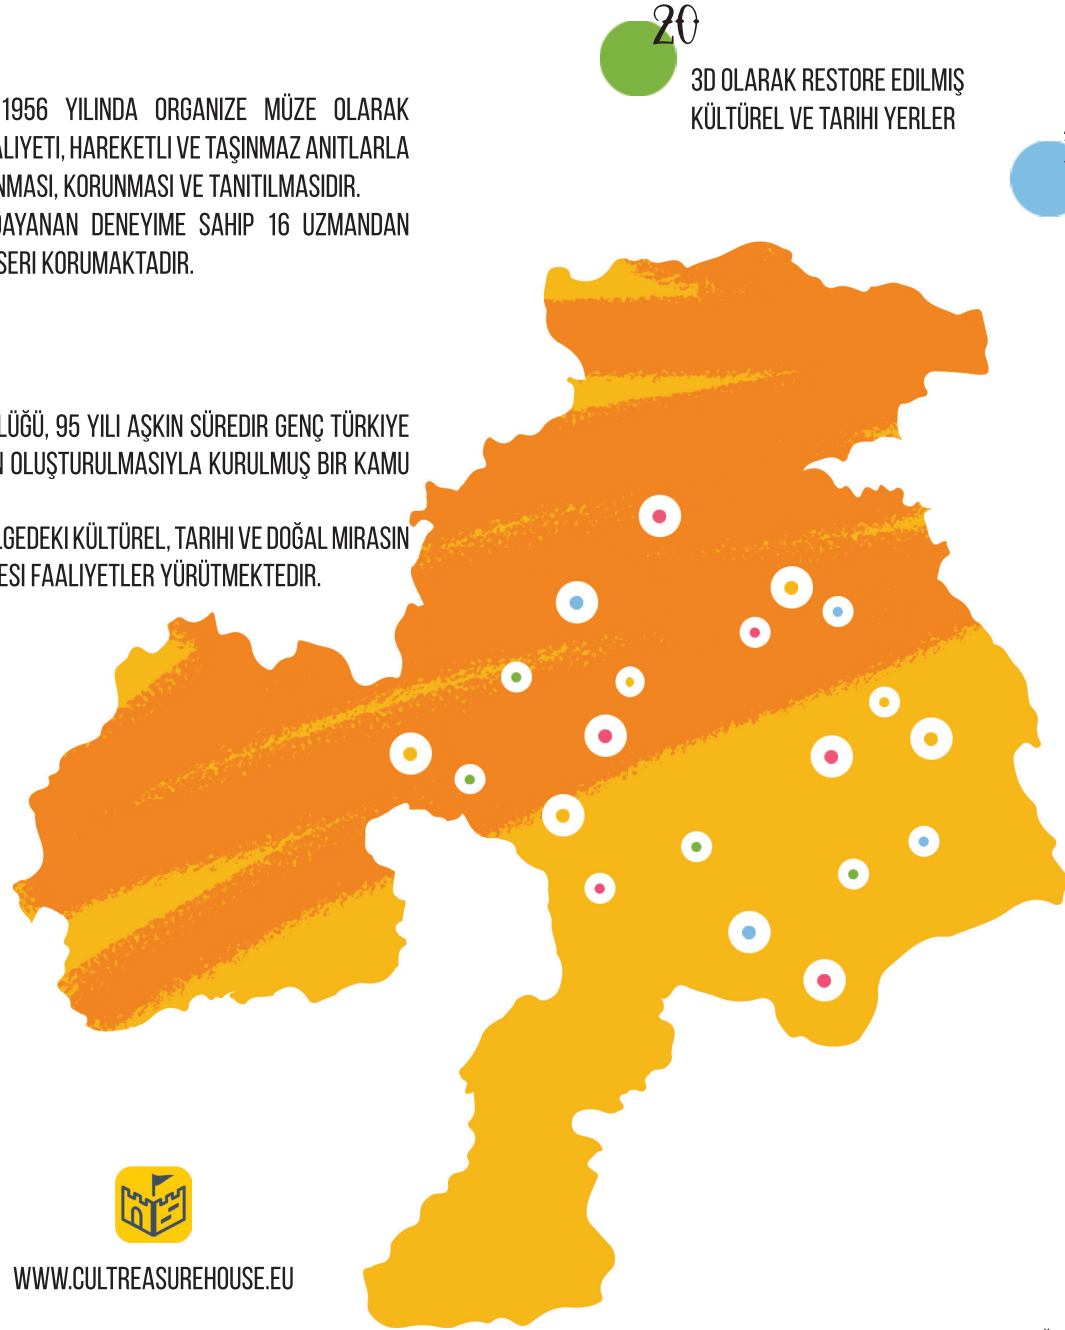 20
3D OLARAK RESTORE EDILMIŞ
KÜLTÜREL VE TARIHI YERLER
1956 YILINDA ORGANIZE MÜZE OLARAK
ALIYETI, HAREKETLI VE TAŞINMAZ ANITLARLA
NMASI, KORUNMASI VE TANITILMASIDIR.
DAYANAN DENEYIME SAHIP 16 UZMANDAN
SERI KORUMAKTADIR.
LÜĞÜ, 95 YILI AŞKIN SÜREDIR GENÇ TÜRKIYE
N OLUŞTURULMASIYLA KURULMUŞ BIR KAMU
LGEDEKI KÜLTÜREL, TARIHI VE DOĞAL MIRASIN
ESI FAALIYETLER YÜRÜTMEKTEDIR.
WWW.CULTREASUREHOUSE.EU